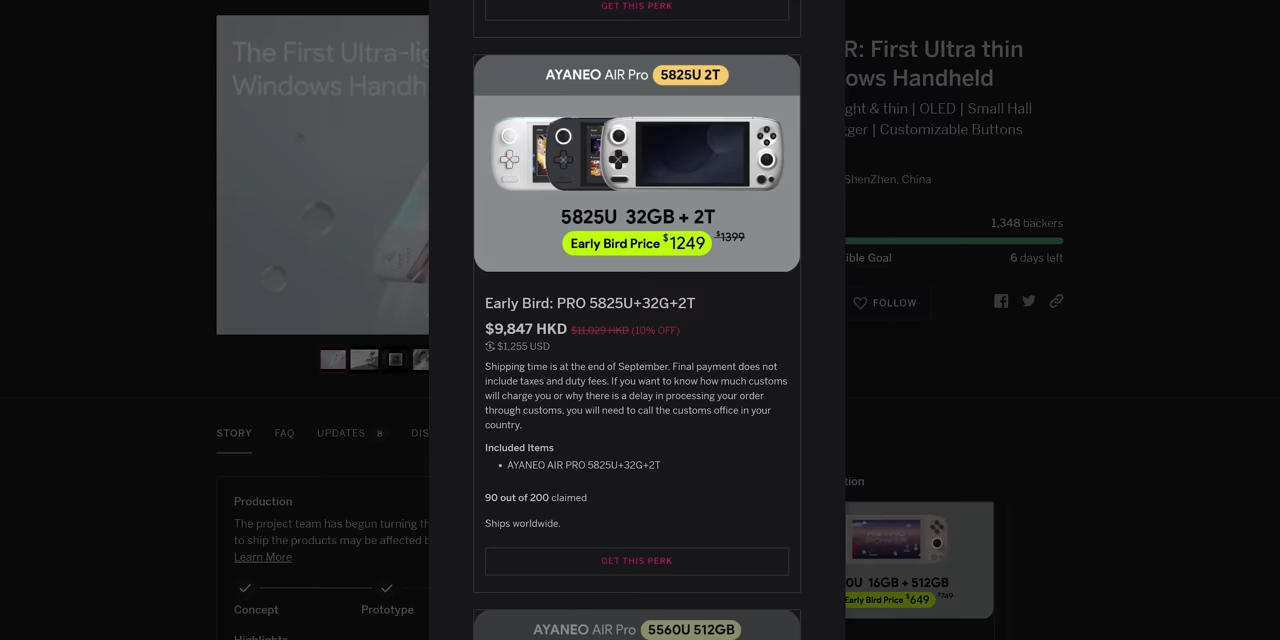 GET THIS PERK
The First Ultra-lig
Windows Handh
R: First Ultra thin
ows Handheld
ght & thin | OLED | Small Hall
gger | Customizable Buttons
ShenZhen, China
1,348 backers
ible Goal
6 days left
FOLLOW
AYANEO AIR Pro 5825U 2T
5825U 32GB + 2T
Early Bird Price $1249 $1399
Early Bird: PRO 5825U+32G+2T
$9,847 HKD $11,029 HKD (10% OFF)
$1,255 USD
Shipping time is at the end of September. Final payment does not
include taxes and duty fees. If you want to know how much customs
will charge you or why there is a delay in processing your order
through customs, you will need to call the customs office in your
country.
Included Items
• AYANEO AIR PRO 5825U+32G+2T
90 out of 200 claimed
Ships worldwide.
GET THIS PERK
AYANEO AIR Pro 5560U 512GB
STORY FAQ UPDATES 8 DIS
Production
The project team has begun turning th
to ship the products may be affected b
Learn More
Concept
Prototype
tion
0U 16GB + 512GB
Early Bird Price $649 $749